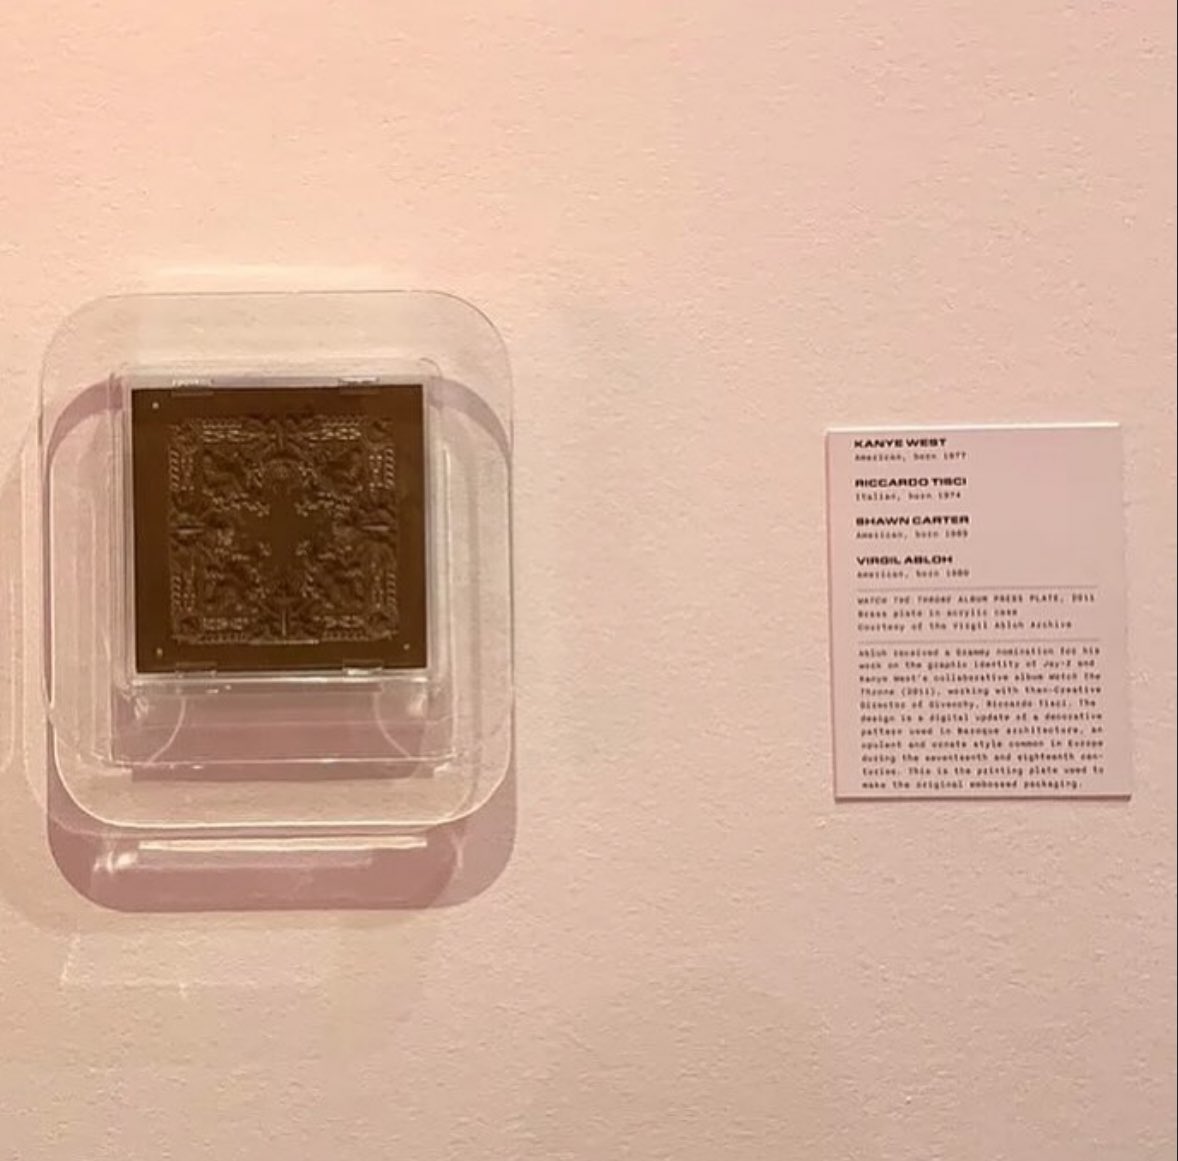 KANYE WEST
American, born 1977
RICCARDO TISCI
Italian, born 1974
SHAWN CARTER
American, born 1969
VIRGIL ABLOH
American, born 1980
WATCH THE THRONE ALBUM PRESS PLATE, 2011
Brass plate in acrylic case
Courtesy of the Virgil Abloh Archive
Abloh received a Grammy nomination for his
work on the graphic identity of Jay-Z and
Kanye West's collaborative album Watch the
Throne (2011), working with then-Creative
Director of Givenchy, Riccardo Tisci. The
design is a digital update of a decorative
pattern used in Baroque architecture, an
opulent and ornate style common in Europe
during the seventeenth and eighteenth cen-
turies. This is the printing plate used to
make the original embossed packaging.